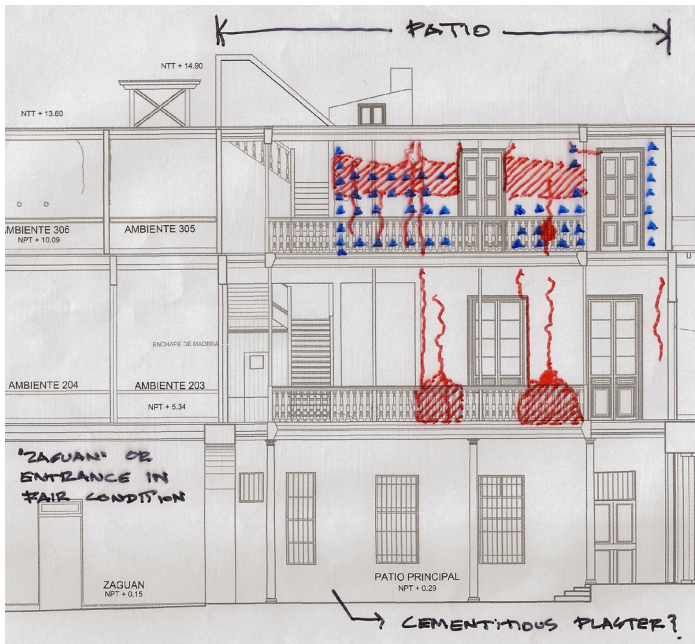 PATIO
NTT + 14.90
NTT + 13.60
AMBIENTE 306
NPT + 10.09
AMBIENTE 305
ENCHAPE DE MADERA
AMBIENTE 204
AMBIENTE 203
NPT + 5.34
"ZAGUAN" OR
ENTRANCE IN
FAIR CONDITION
ZAGUAN
NPT + 0.15
PATIO PRINCIPAL
NPT + 0.29
CEMENTITIOUS PLASTER?